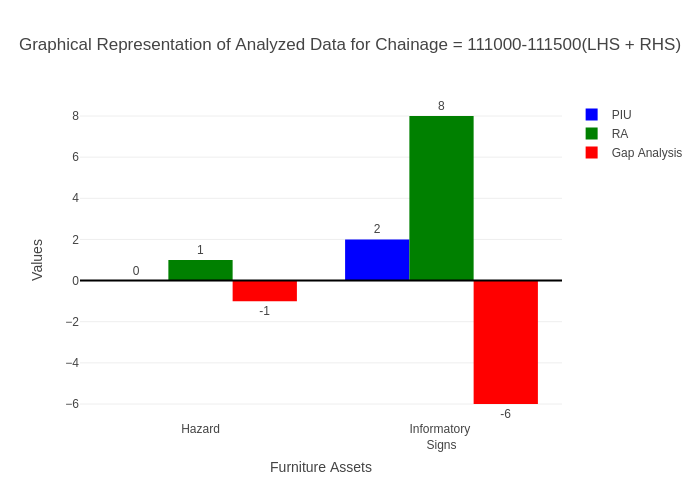 Graphical Representation of Analyzed Data for Chainage = 111000-111500(LHS + RHS)
8
PIU
RA
Gap Analysis
8
6
4
2
0
−2
−4
−6
Values
0
1
-1
2
-6
Hazard
Informatory
Signs
Furniture Assets